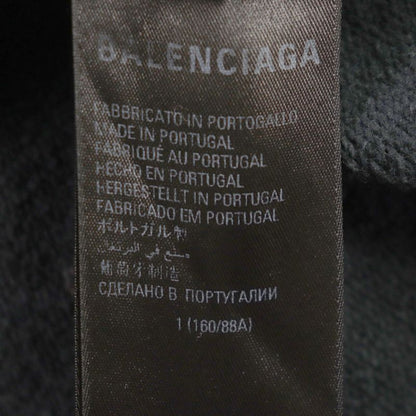 BALENCIAGA
FABBRICATO IN PORTOGALLO
MADE IN PORTUGAL
FABRIQUÉ AU PORTUGAL
HECHO EN PORTUGAL
HERGESTELLT IN PORTUGAL
FABRICADO EM PORTUGAL
ポルトガル製
صنع في البرتغال
葡萄牙制造
СДЕЛАНО В ПОРТУГАЛИИ
1 (160/88A)